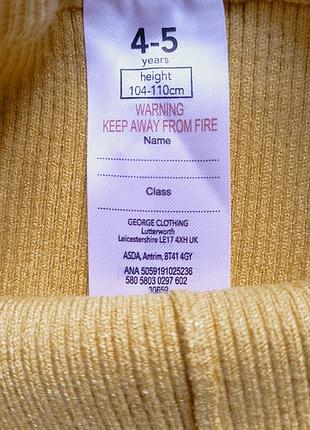 4-5
years
height
104-110cm
WARNING
KEEP AWAY FROM FIRE
Name
Class
GEORGE CLOTHING
Lutterworth
Leicestershire LE17 4XH UK
ASDA, Antrim, BT41 4GY
ANA 5059191025236
580 5803 0297 602
30659